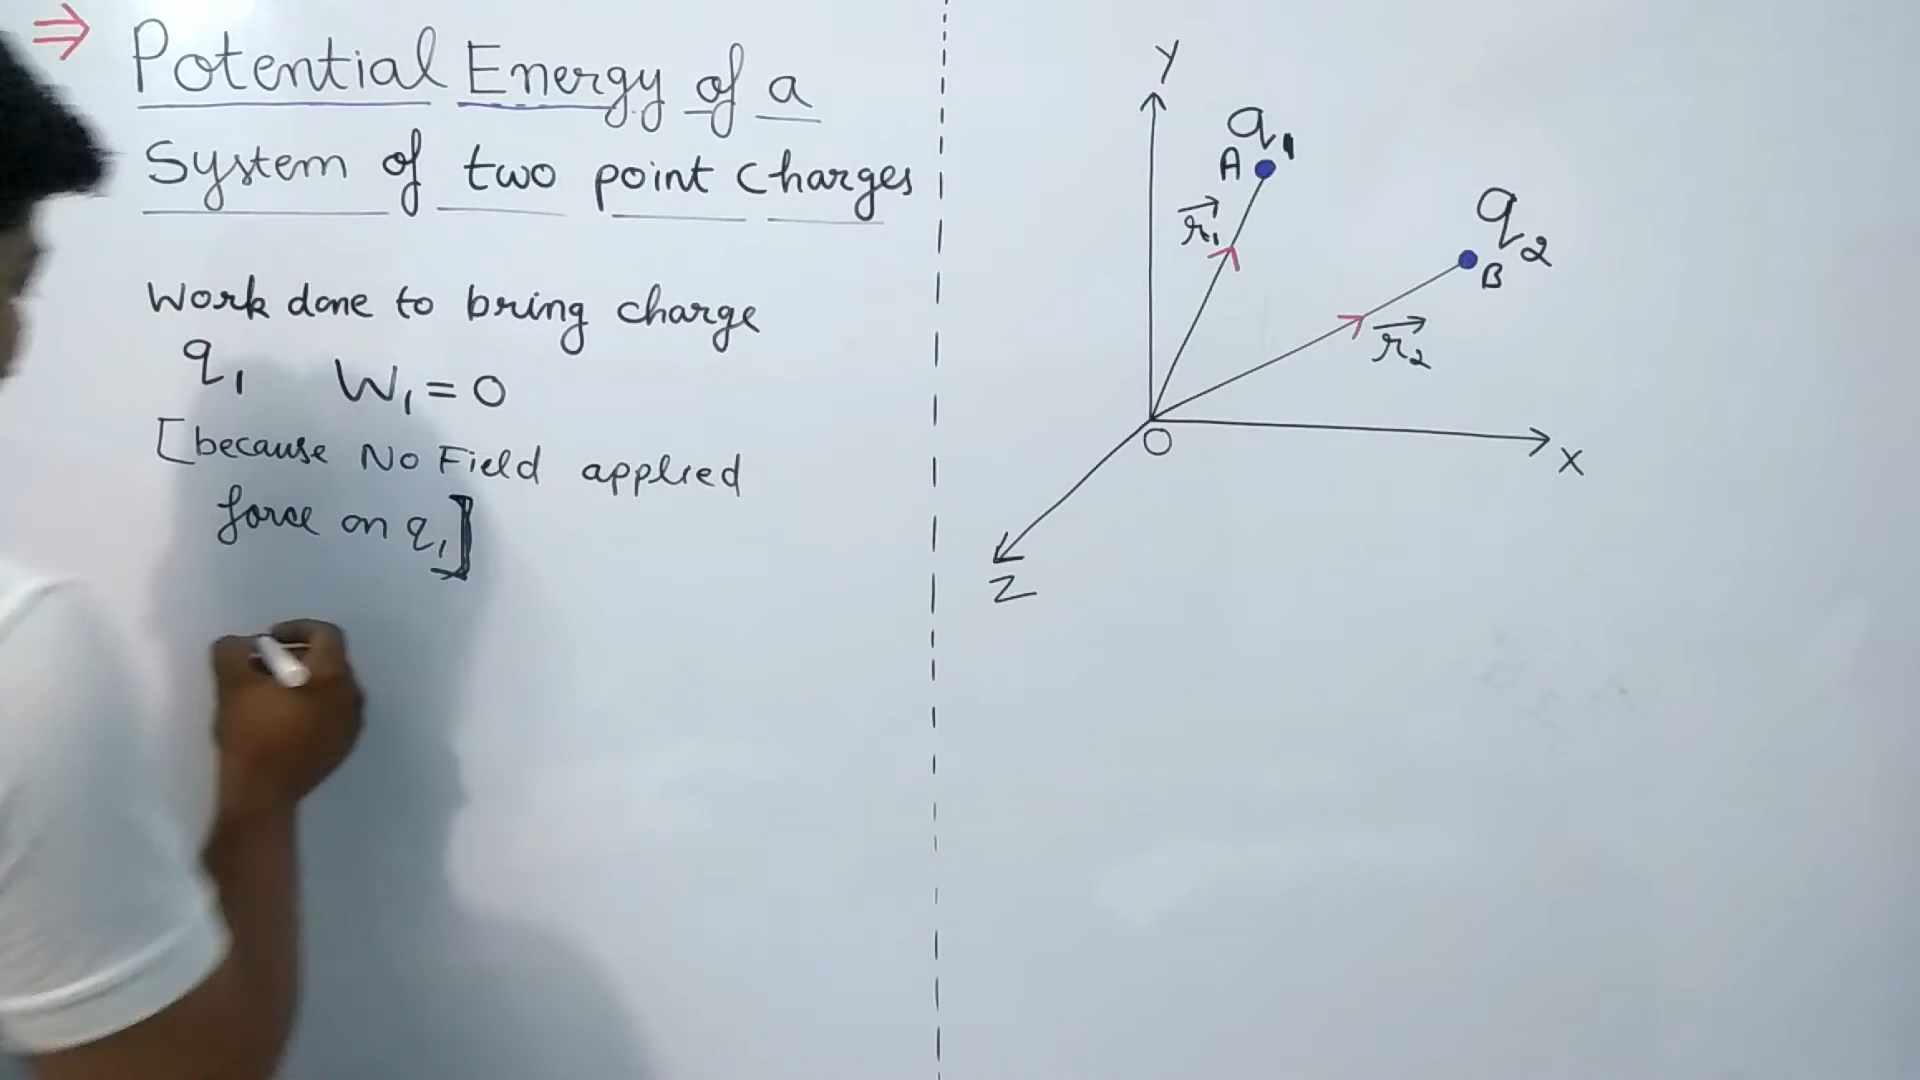 ⇒ Potential Energy of a
System of two point charges
Work done to bring charge
q₁ W₁ = 0
[because No Field applied
force on q₁]
Y
q₁
A
r₁
q₂
B
r₂
O
X
Z